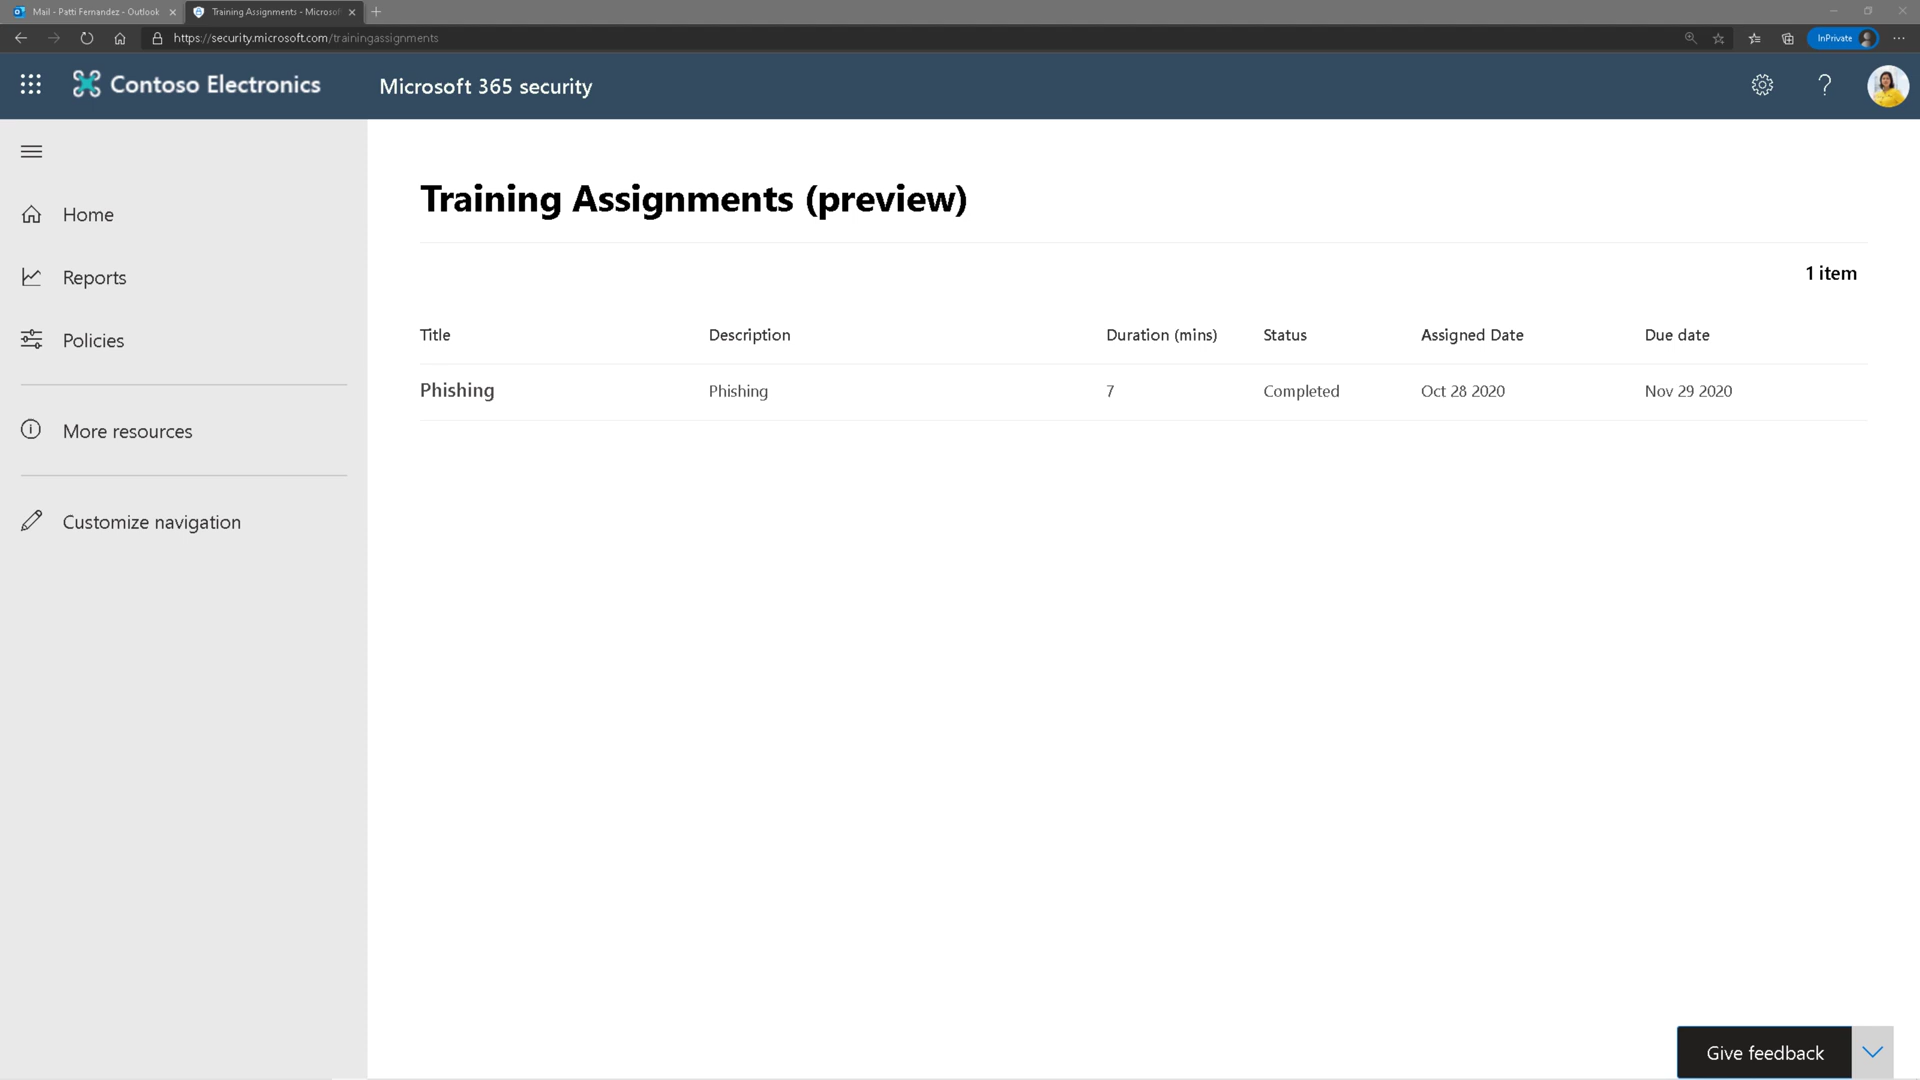 Mail - Patti Fernandez - Outlook
Training Assignments - Microsof
https://security.microsoft.com/trainingassignments
InPrivate
Contoso Electronics
Microsoft 365 security
Home
Reports
Policies
More resources
Customize navigation
Training Assignments (preview)
1 item
Title Description Duration (mins) Status Assigned Date Due date
Phishing Phishing 7 Completed Oct 28 2020 Nov 29 2020
Give feedback